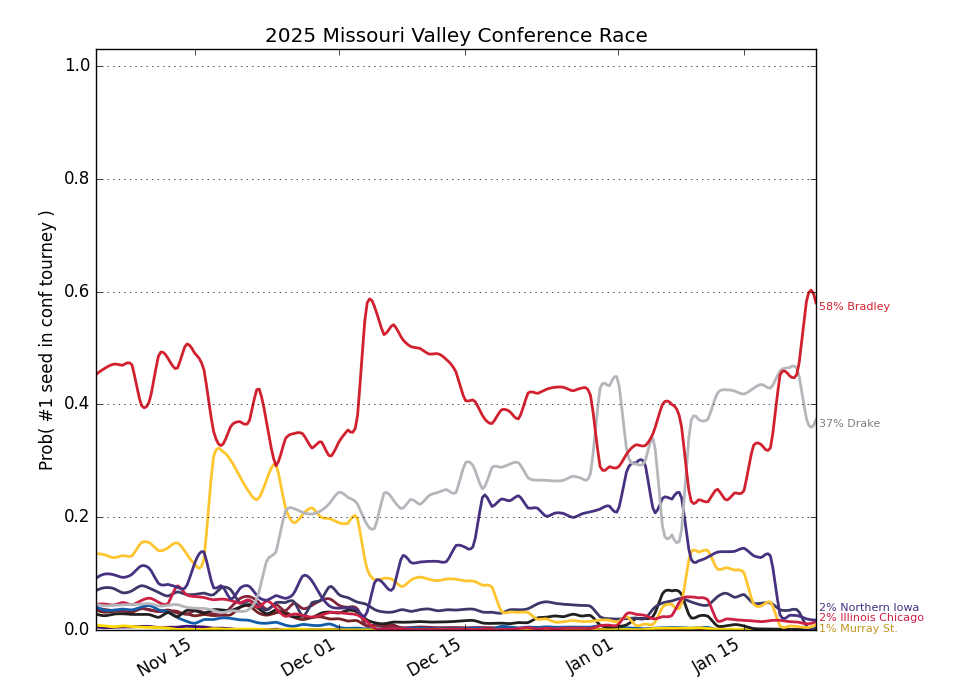 2025 Missouri Valley Conference Race
Prob( #1 seed in conf tourney )
1.0
0.8
0.6
0.4
0.2
0.0
Nov 15
Dec 01
Dec 15
Jan 01
Jan 15
58% Bradley
37% Drake
2% Northern Iowa
2% Illinois Chicago
1% Murray St.